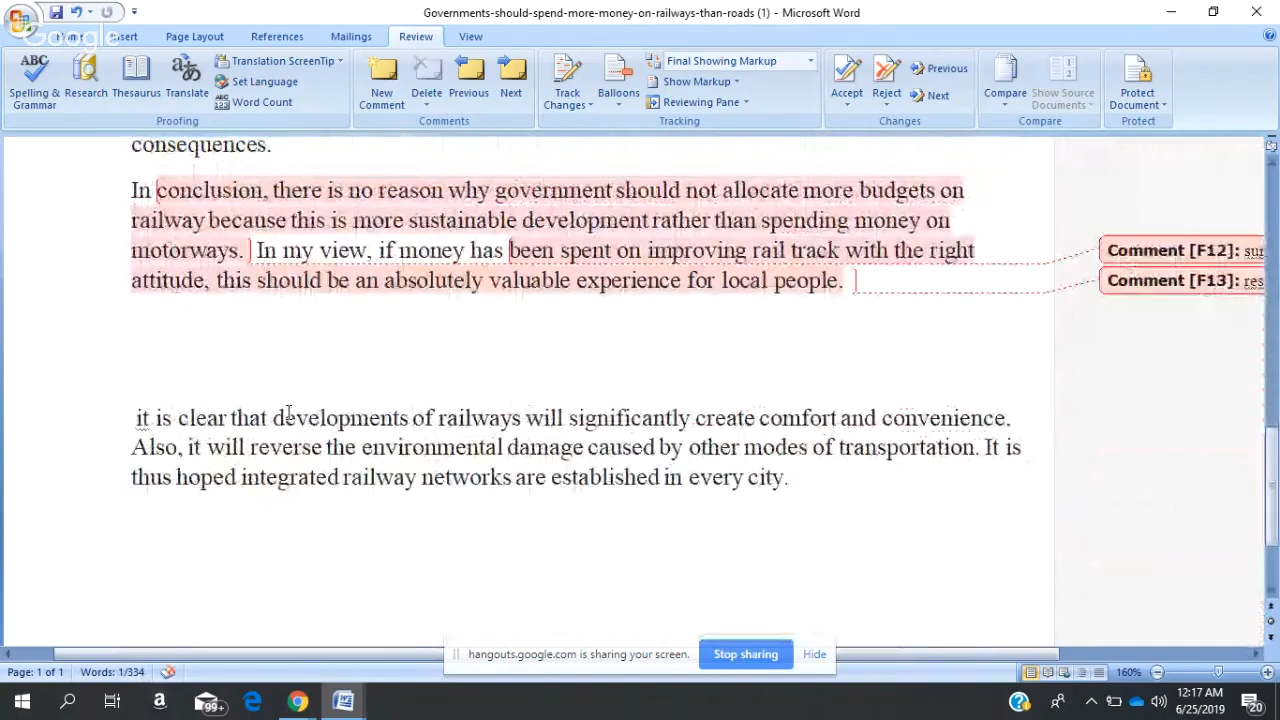 Governments-should-spend-more-money-on-railways-than-roads (1) - Microsoft Word
Google
Home Insert Page Layout References Mailings Review View
ABC Spelling & Grammar
Research
Thesaurus
Translate
Translation ScreenTip
Set Language
Word Count
Proofing
New Comment
Delete
Previous
Next
Comments
Track Changes
Balloons
Final Showing Markup
Show Markup
Reviewing Pane
Tracking
Accept
Reject
Previous
Next
Changes
Compare
Show Source Documents
Compare
Protect Document
Protect
consequences.
In conclusion, there is no reason why government should not allocate more budgets on
railway because this is more sustainable development rather than spending money on
motorways. In my view, if money has been spent on improving rail track with the right
attitude, this should be an absolutely valuable experience for local people.
Comment [F12]: sur
Comment [F13]: res
it is clear that developments of railways will significantly create comfort and convenience.
Also, it will reverse the environmental damage caused by other modes of transportation. It is
thus hoped integrated railway networks are established in every city.
hangouts.google.com is sharing your screen. Stop sharing Hide
Page: 1 of 1 Words: 1/334 160%
99+
12:17 AM
6/25/2019
20